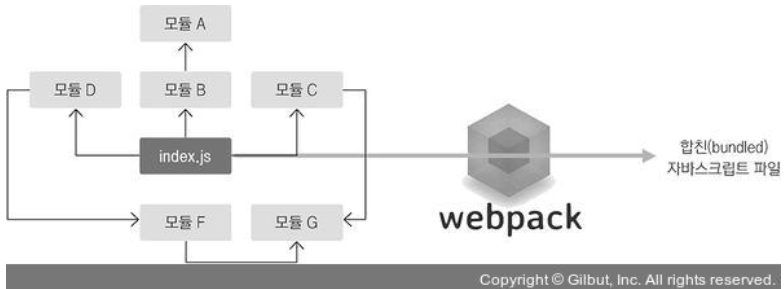 모듈 A
모듈 D
모듈 B
모듈 C
index.js
합친(bundled)
자바스크립트 파일
모듈 F
모듈 G
webpack
Copyright © Gilbut, Inc. All rights reserved.